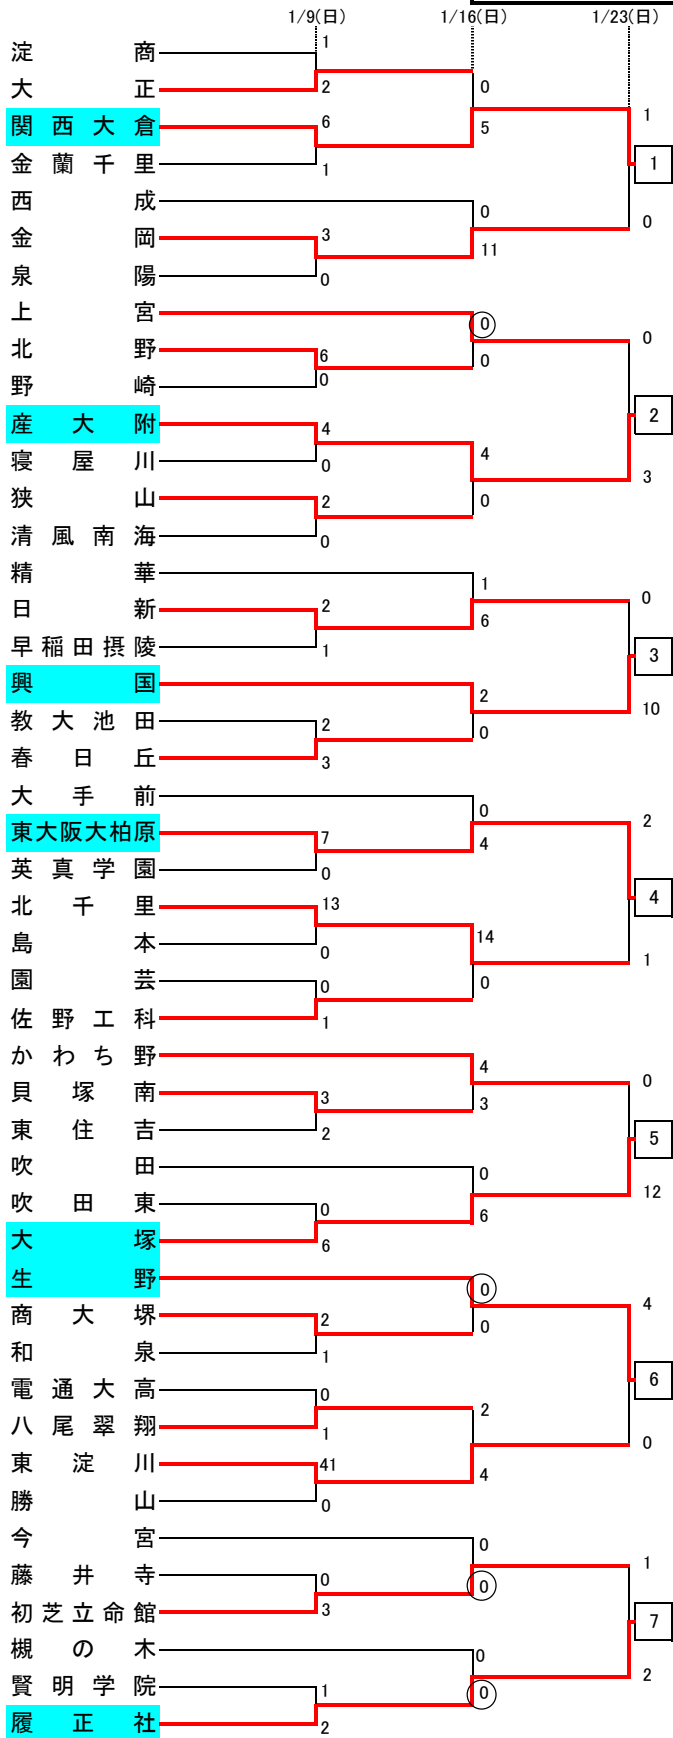 1/9(日) 1/16(日) 1/23(日)
淀商 1
大正 2
0
関西大倉 6
5
1
1
金蘭千里 1
西成
0
0
金岡 3
11
泉陽 0
上宮
0
0
北野 6
0
野崎 0
2
産大附 4
4
3
寝屋川 0
狭山 2
0
清風南海 0
精華
1
0
日新 2
6
早稲田摂陵 1
3
興国
2
10
教大池田 2
0
春日丘 3
大手前
0
2
東大阪大柏原 7
4
英真学園 0
4
北千里 13
14
1
島本 0
園芸 0
0
佐野工科 1
かわち野
4
0
貝塚南 3
3
東住吉 2
5
吹田
0
12
吹田東 0
6
大塚 6
生野
0
4
商大堺 2
0
和泉 1
6
電通大高 0
2
八尾翠翔 1
0
東淀川 41
4
勝山 0
今宮
0
1
藤井寺 0
0
初芝立命館 3
7
槻の木
0
2
賢明学院 1
0
履正社 2